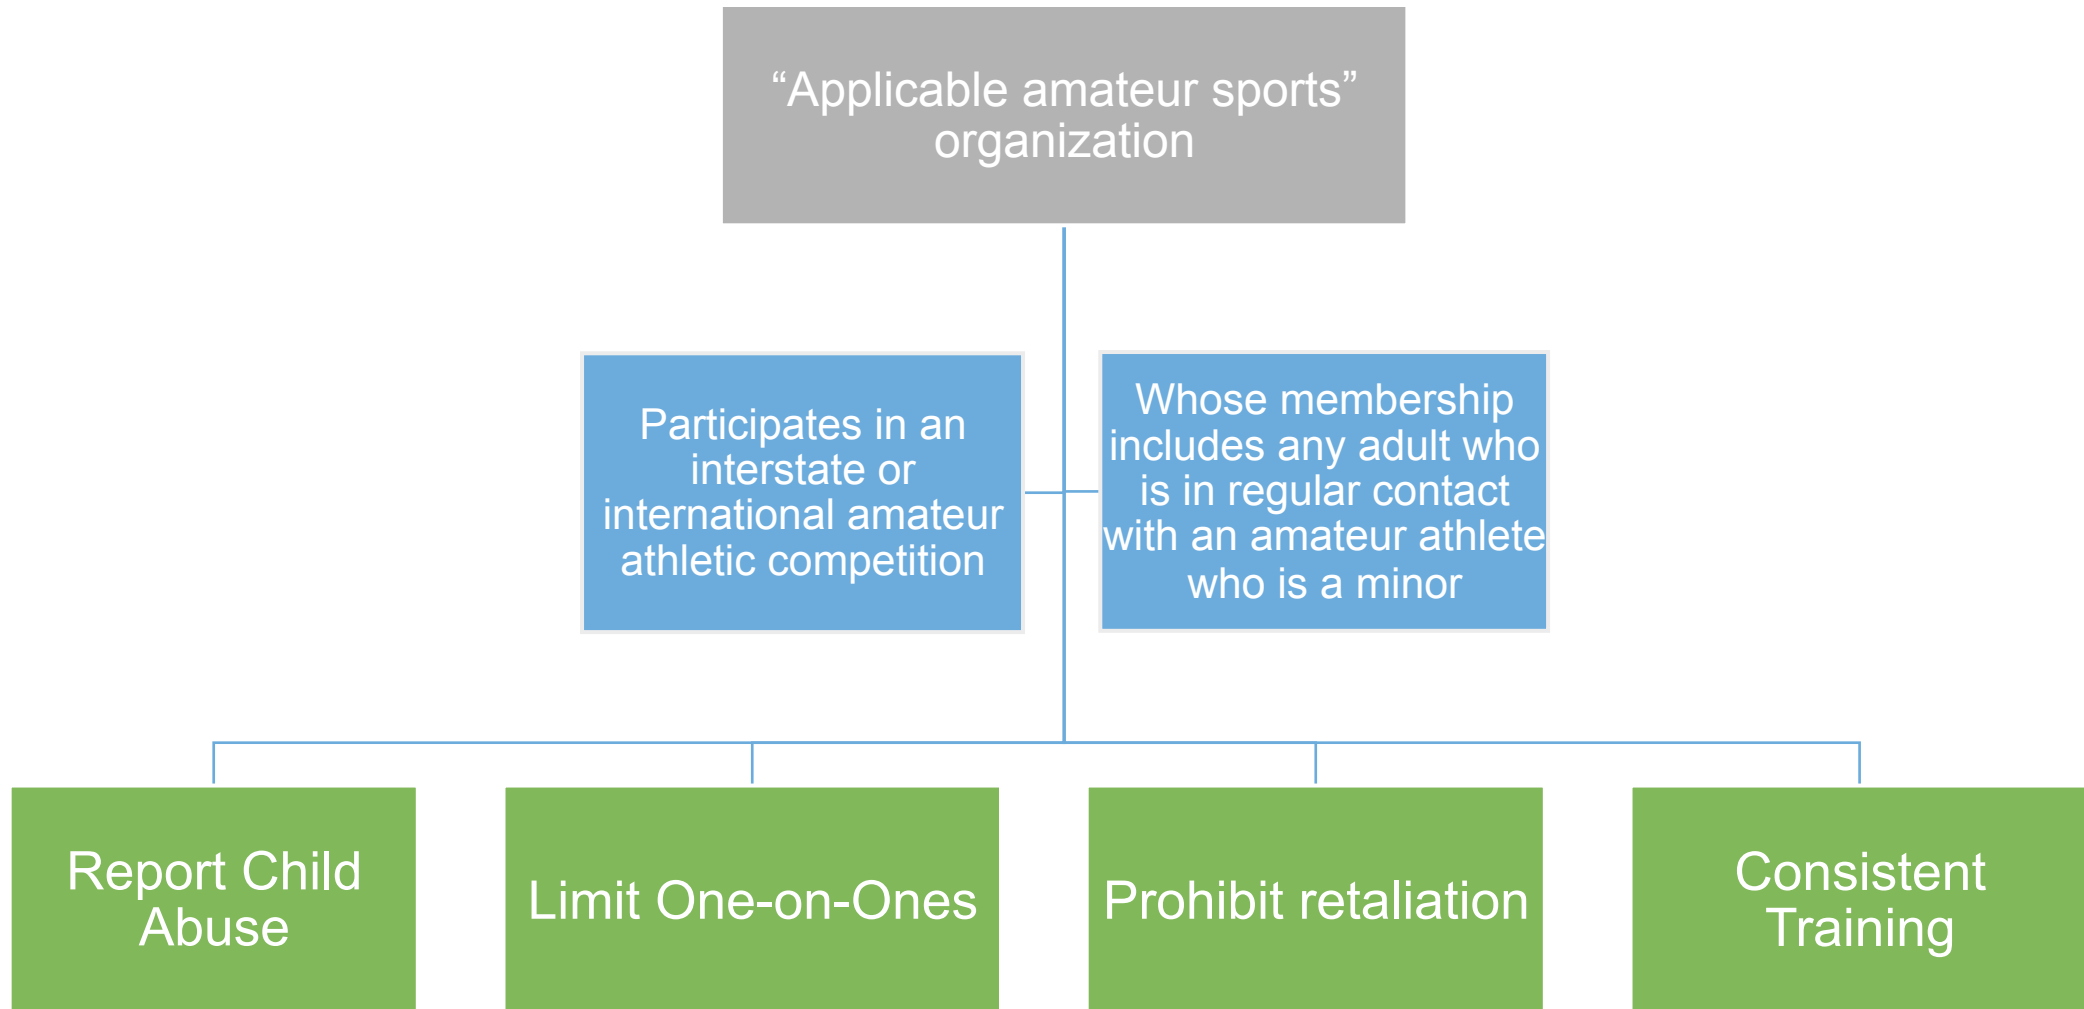 “Applicable amateur sports”
organization
Participates in an
interstate or
international amateur
athletic competition
Whose membership
includes any adult who
is in regular contact
with an amateur athlete
who is a minor
Report Child
Abuse
Limit One-on-Ones
Prohibit retaliation
Consistent
Training